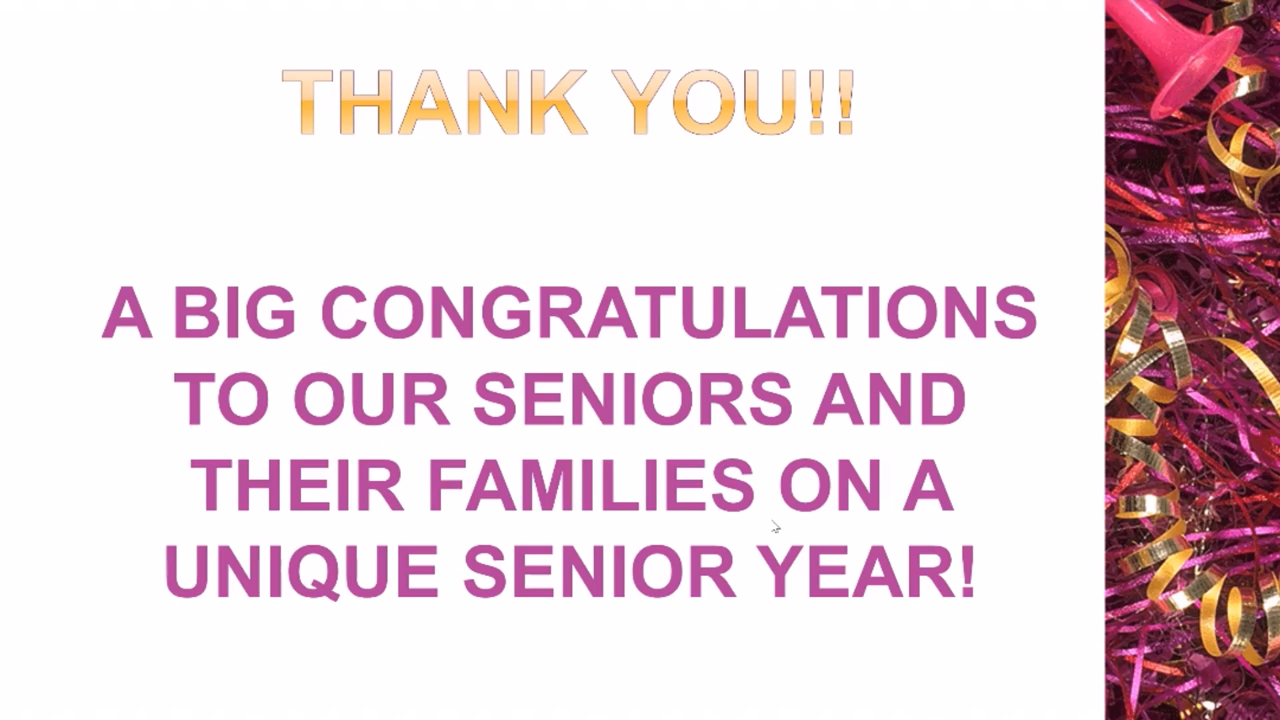 THANK YOU!!
A BIG CONGRATULATIONS
TO OUR SENIORS AND
THEIR FAMILIES ON A
UNIQUE SENIOR YEAR!